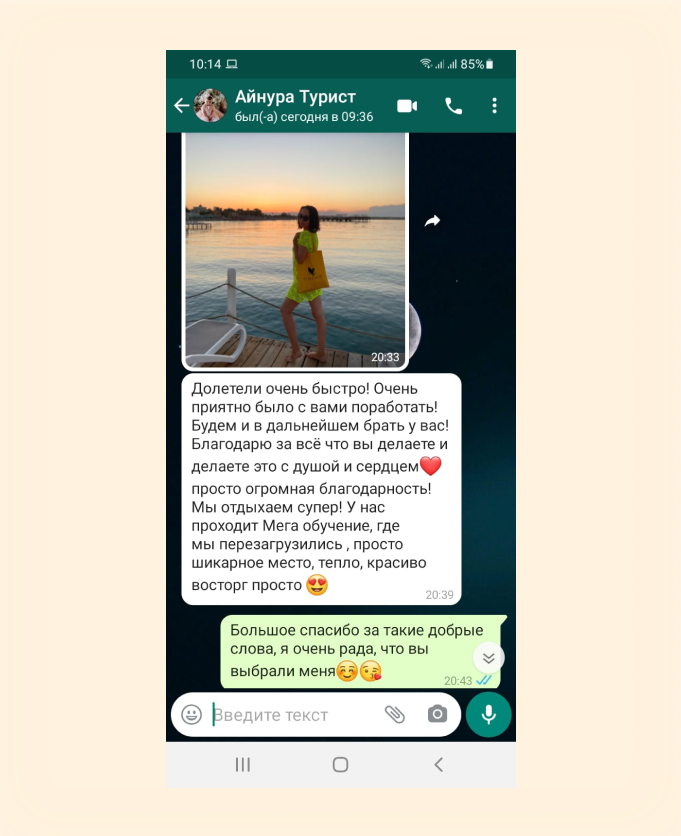 10:14 85%
Айнура Турист
был(-а) сегодня в 09:36
20:33
Долетели очень быстро! Очень
приятно было с вами поработать!
Будем и в дальнейшем брать у вас!
Благодарю за всё что вы делаете и
делаете это с душой и сердцем❤️
просто огромная благодарность!
Мы отдыхаем супер! У нас
проходит Мега обучение, где
мы перезагрузились , просто
шикарное место, тепло, красиво
восторг просто 😍
20:39
Большое спасибо за такие добрые
слова, я очень рада, что вы
выбрали меня☺️😘
20:43
Введите текст